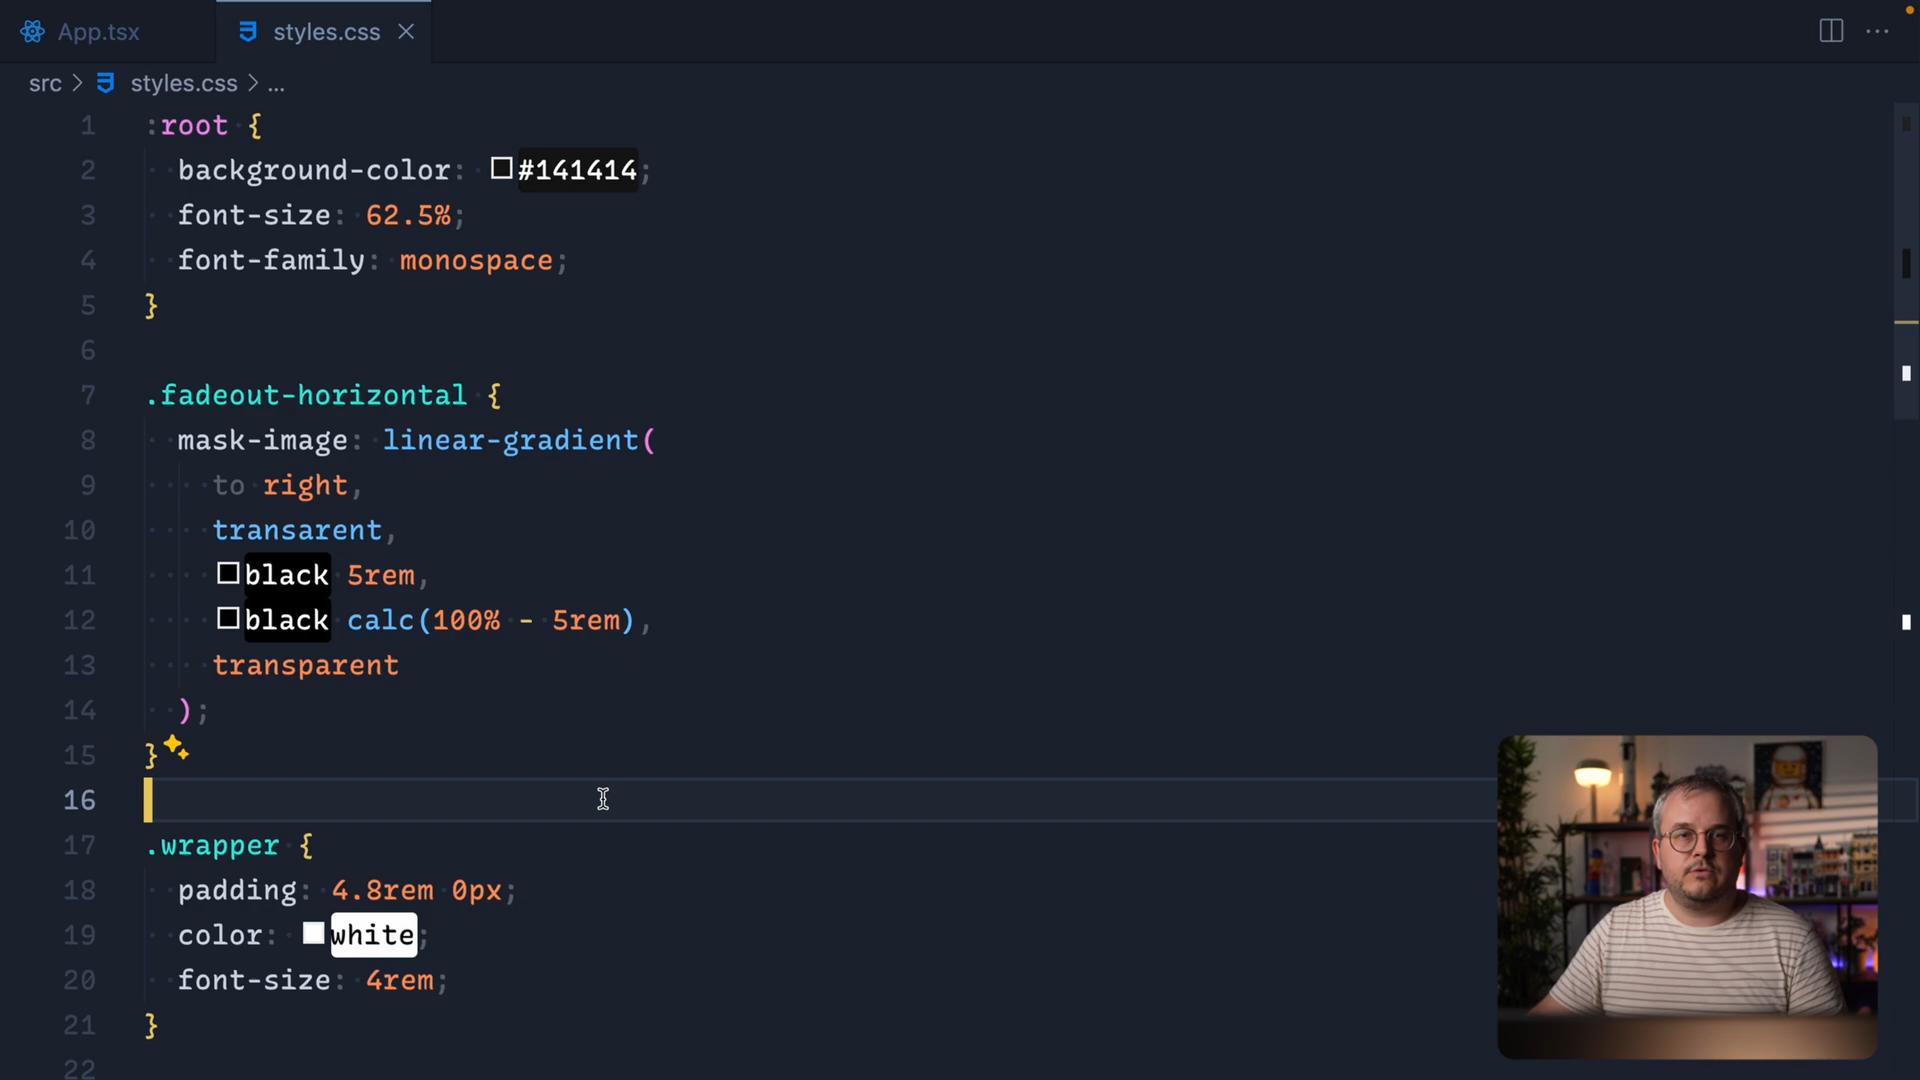 App.tsx
styles.css
src > styles.css > ...
1 :root {
2 background-color: #141414;
3 font-size: 62.5%;
4 font-family: monospace;
5 }
6
7 .fadeout-horizontal {
8 mask-image: linear-gradient(
9 to right,
10 transarent,
11 black 5rem,
12 black calc(100% - 5rem),
13 transparent
14 );
15 }
16
17 .wrapper {
18 padding: 4.8rem 0px;
19 color: white;
20 font-size: 4rem;
21 }
22